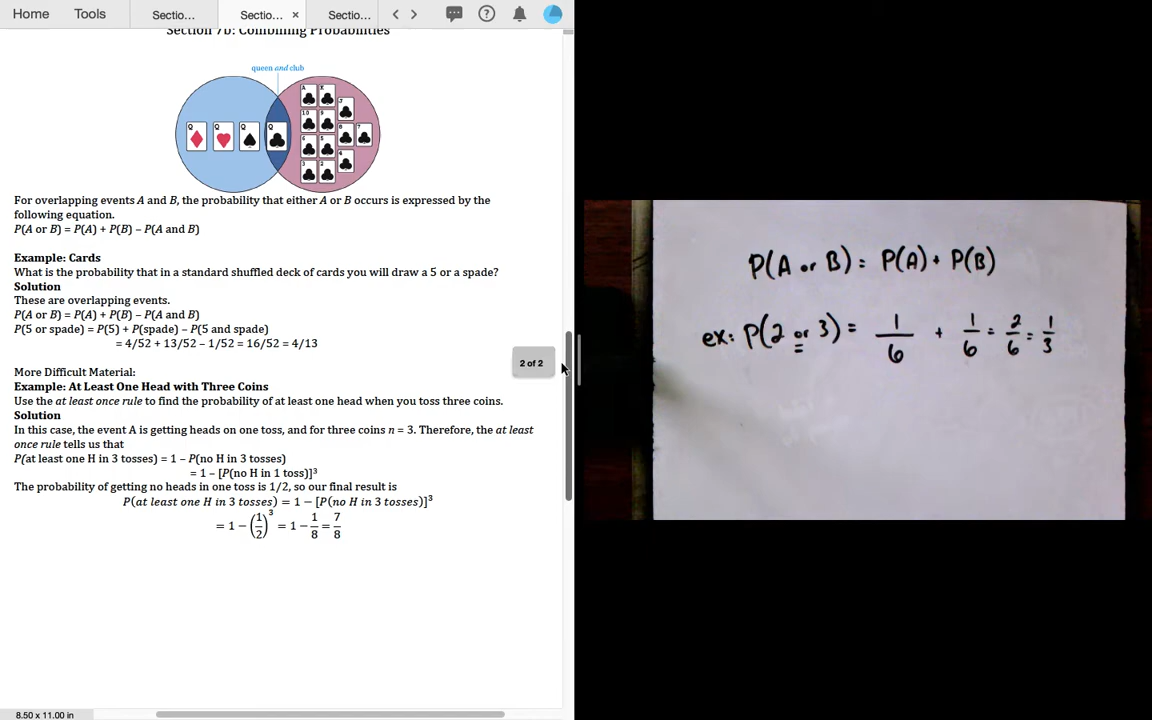 Home Tools Sectio... Sectio... × Sectio...
Section 7b: Combining Probabilities
queen and club
For overlapping events A and B, the probability that either A or B occurs is expressed by the
following equation.
P(A or B) = P(A) + P(B) − P(A and B)
Example: Cards
What is the probability that in a standard shuffled deck of cards you will draw a 5 or a spade?
Solution
These are overlapping events.
P(A or B) = P(A) + P(B) − P(A and B)
P(5 or spade) = P(5) + P(spade) − P(5 and spade)
= 4/52 + 13/52 − 1/52 = 16/52 = 4/13
More Difficult Material:
Example: At Least One Head with Three Coins
Use the at least once rule to find the probability of at least one head when you toss three coins.
Solution
In this case, the event A is getting heads on one toss, and for three coins n = 3. Therefore, the at least
once rule tells us that
P(at least one H in 3 tosses) = 1 − P(no H in 3 tosses)
= 1 − [P(no H in 1 toss)]³
The probability of getting no heads in one toss is 1/2, so our final result is
P(at least one H in 3 tosses) = 1 − [P(no H in 3 tosses)]³
= 1 − (1/2)³ = 1 − 1/8 = 7/8
2 of 2
8.50 x 11.00 in
P(A or B) = P(A) + P(B)
ex: P(2 or 3) = 1/6 + 1/6 = 2/6 = 1/3